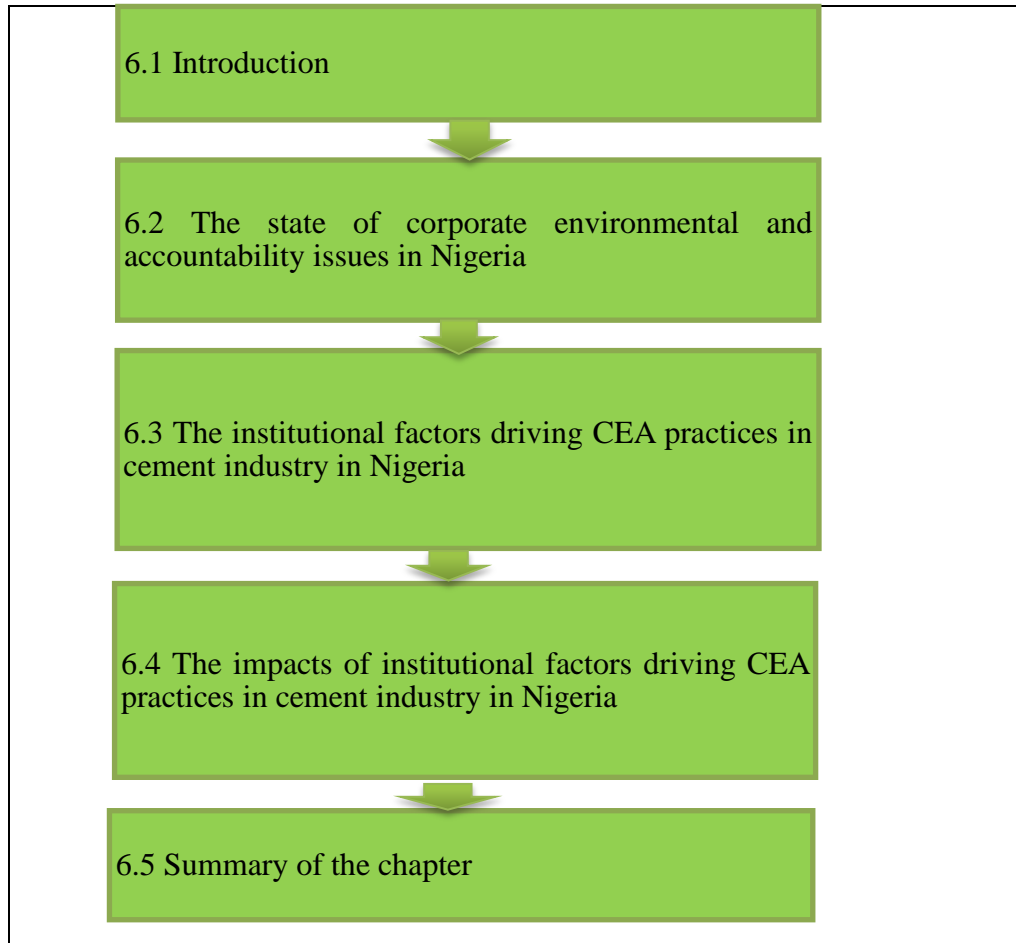 6.1 Introduction
6.2 The state of corporate environmental and
accountability issues in Nigeria
6.3 The institutional factors driving CEA practices in
cement industry in Nigeria
6.4 The impacts of institutional factors driving CEA
practices in cement industry in Nigeria
6.5 Summary of the chapter